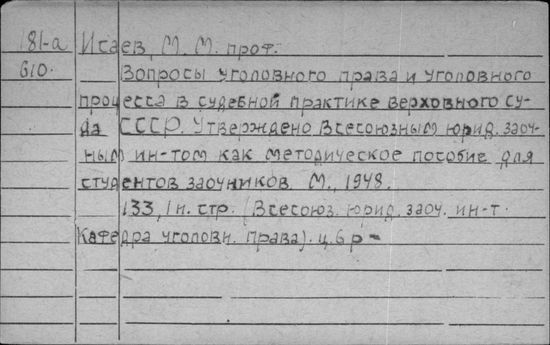 181-а Исаев, М. М. проф.
610. Вопросы уголовного права и уголовного
процесса в судебной практике верховного су-
да СССР. Утверждено Всесоюзным юрид. заоч-
ным ин-том как методическое пособие для
студентов заочников. М., 1948.
133, 1 н. стр. (Всесоюз. юрид. заоч. ин-т.
Кафедра уголовн. права). ц. 6 р =